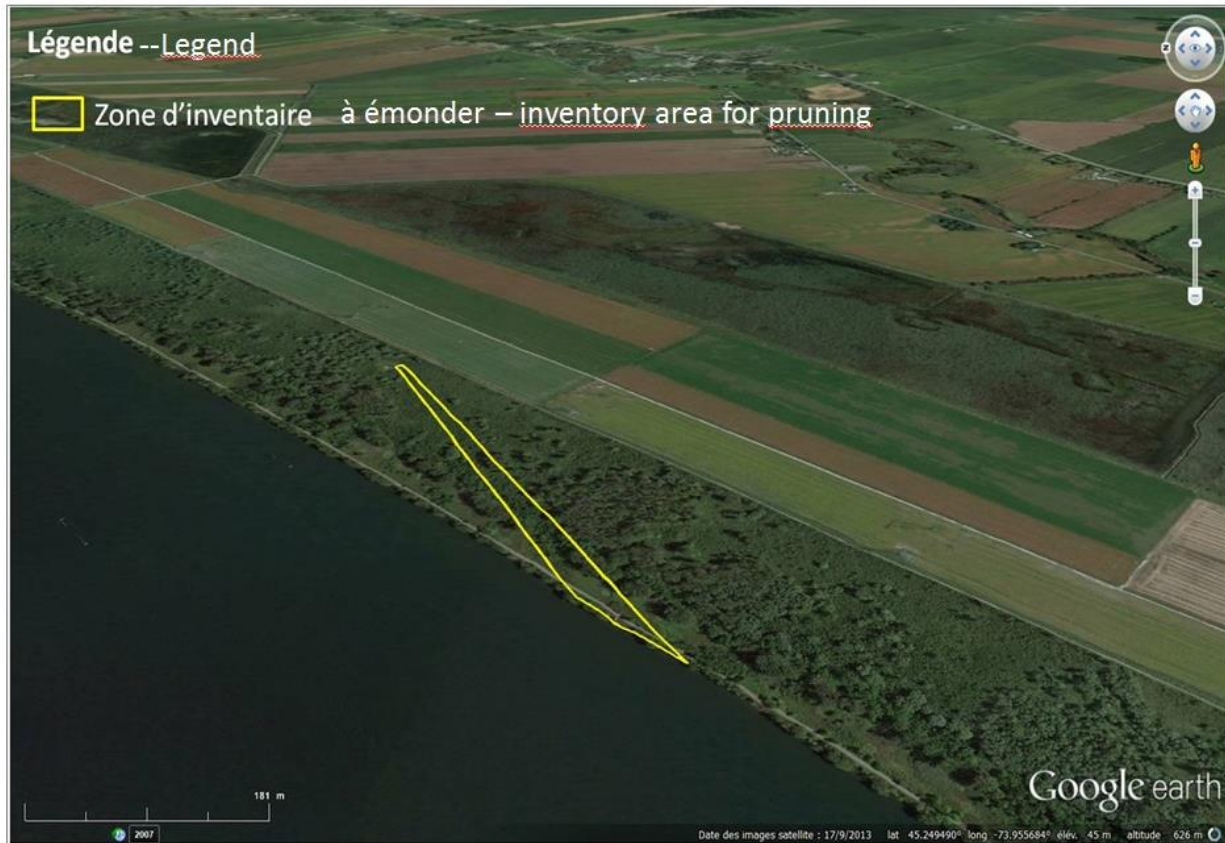 Légende --Legend
Zone d'inventaire à émonder – inventory area for pruning
181 m
2007
Google earth
Date des images satellite : 17/9/2013 lat 45.249490° long -73.955684° élév. 45 m altitude 626 m